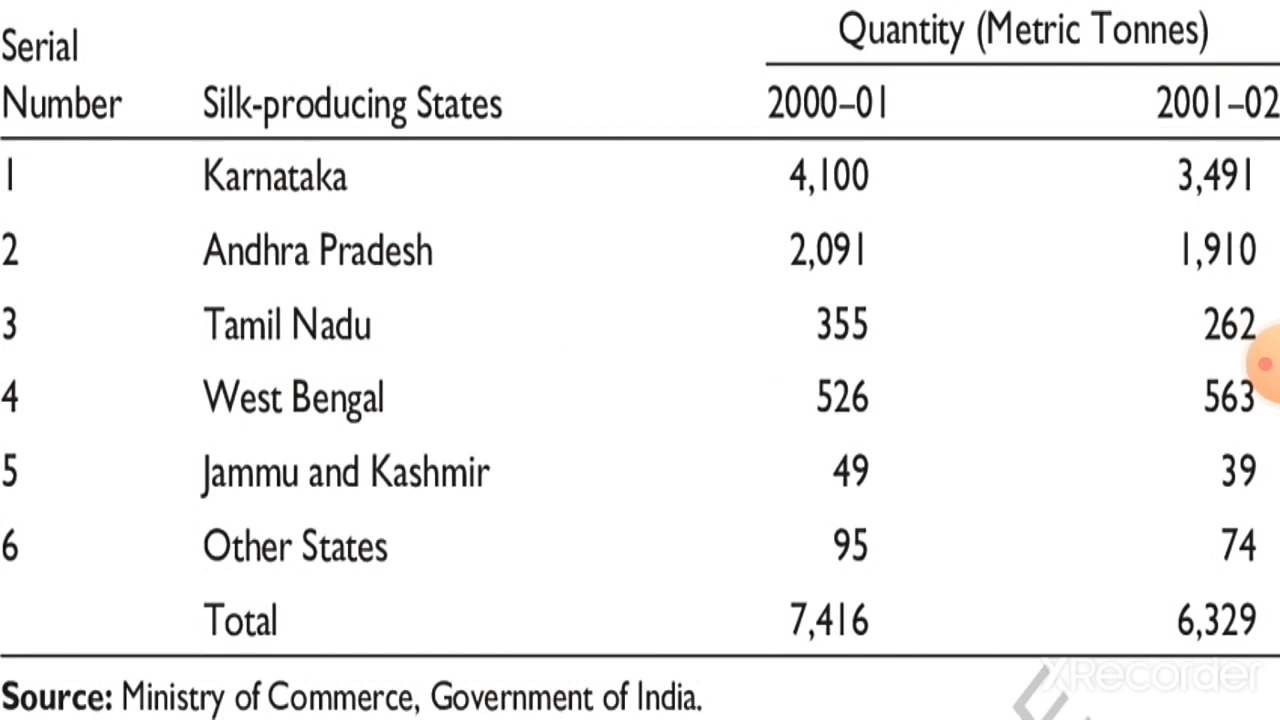 Quantity (Metric Tonnes)
Serial
Number Silk-producing States 2000–01 2001–02
1 Karnataka 4,100 3,491
2 Andhra Pradesh 2,091 1,910
3 Tamil Nadu 355 262
4 West Bengal 526 563
5 Jammu and Kashmir 49 39
6 Other States 95 74
Total 7,416 6,329
Source: Ministry of Commerce, Government of India.
XRecorder